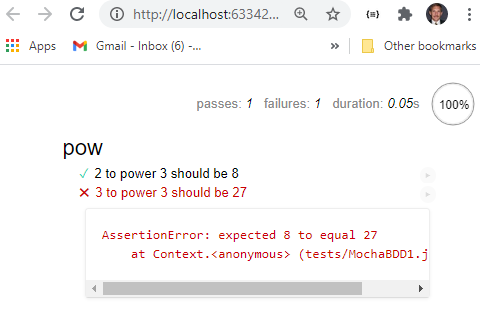 http://localhost:63342...
Apps Gmail - Inbox (6) -... » Other bookmarks
passes: 1 failures: 1 duration: 0.05s 100%
pow
✓ 2 to power 3 should be 8
✕ 3 to power 3 should be 27
AssertionError: expected 8 to equal 27
at Context.<anonymous> (tests/MochaBDD1.j